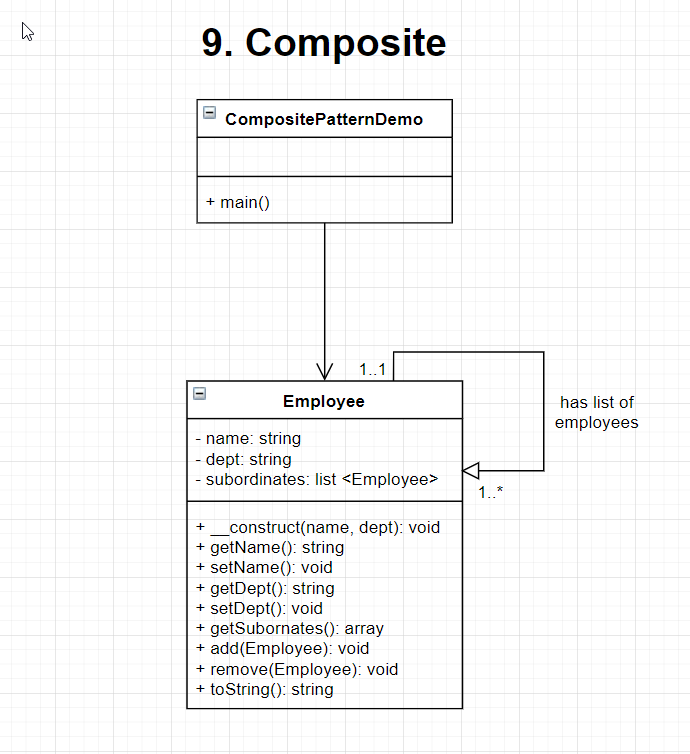 9. Composite
CompositePatternDemo
+ main()
1..1
Employee
has list of
employees
- name: string
- dept: string
- subordinates: list <Employee>
1..*
+ __construct(name, dept): void
+ getName(): string
+ setName(): void
+ getDept(): string
+ setDept(): void
+ getSubornates(): array
+ add(Employee): void
+ remove(Employee): void
+ toString(): string